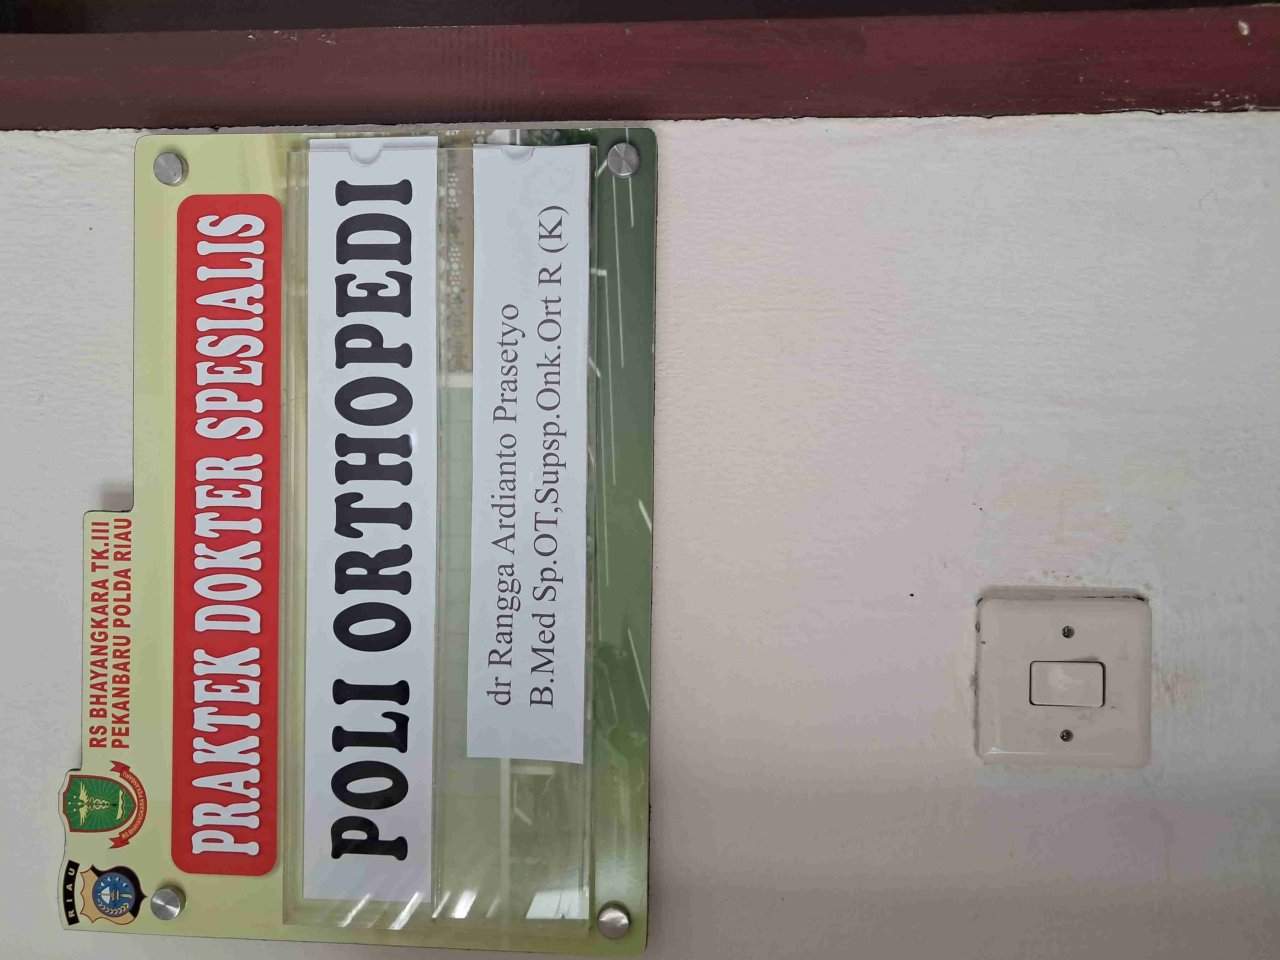 RIAU
RS BHAYANGKARA TK.III
PEKANBARU POLDA RIAU
PRAKTEK DOKTER SPESIALIS
POLI ORTHOPEDI
dr Rangga Ardianto Prasetyo
B.Med Sp.OT,Supsp.Onk.Ort R (K)